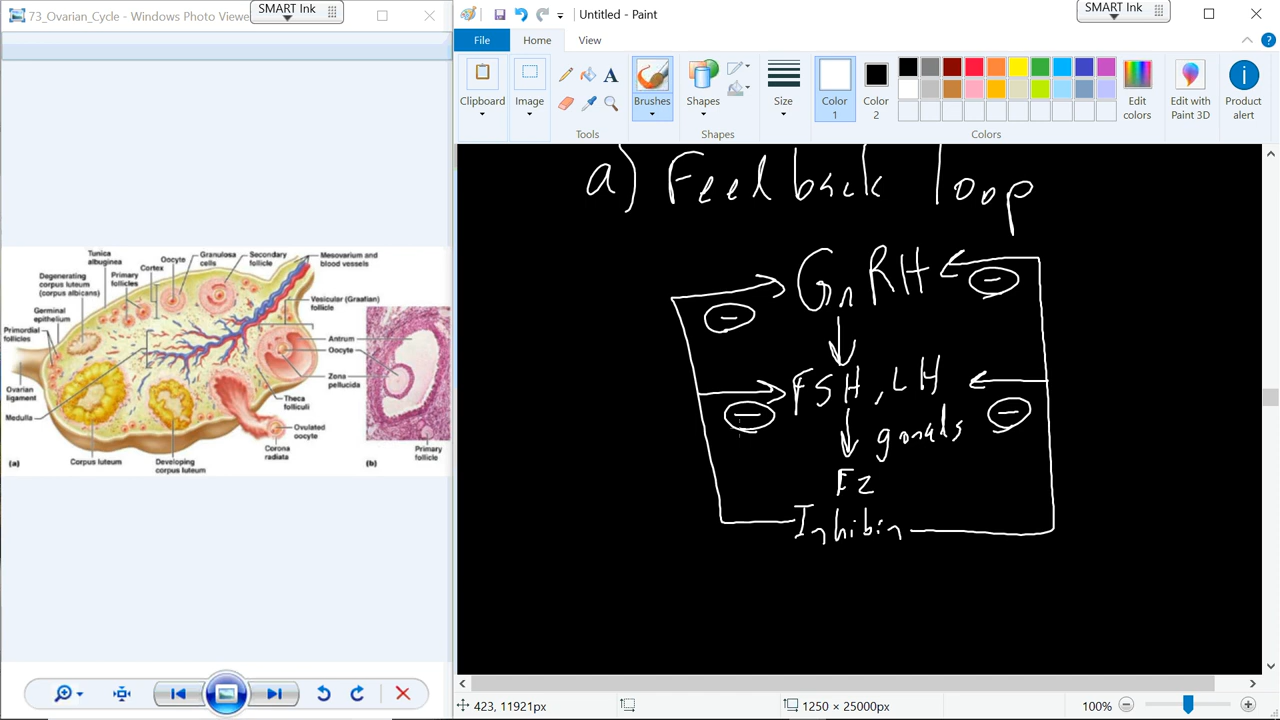 73_Ovarian_Cycle - Windows Photo Viewe
SMART Ink
Untitled - Paint
SMART Ink
File
Home
View
Clipboard
Image
Tools
Brushes
Shapes
Shapes
Size
Color
1
Color
2
Colors
Edit
colors
Edit with
Paint 3D
Product
alert
Tunica
albuginea
Degenerating
corpus luteum
(corpus albicans)
Germinal
epithelium
Primordial
follicles
Ovarian
ligament
Medulla
Primary
follicles
Cortex
Oocyte
Granulosa
cells
Secondary
follicle
Mesovarium and
blood vessels
Vesicular (Graafian)
follicle
Antrum
Oocyte
Zona
pellucida
Theca
folliculi
Ovulated
oocyte
Corona
radiata
Corpus luteum
Developing
corpus luteum
Primary
follicle
(a)
(b)
a) Feedback loop
GnRH
FSH, LH
gonads
E2
Inhibin
423, 11921px
1250 × 25000px
100%